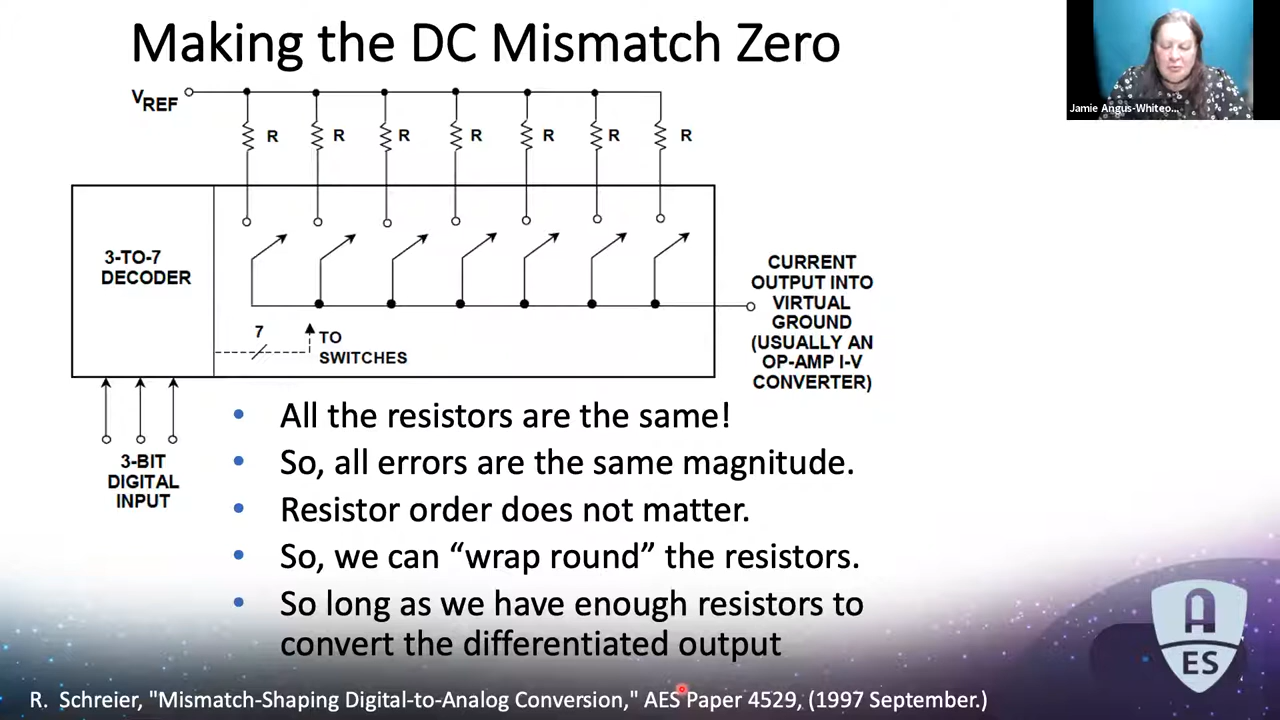 Making the DC Mismatch Zero
Jamie Angus-Whiteo...
VREF
R R R R R R R
3-TO-7
DECODER
7
TO
SWITCHES
CURRENT
OUTPUT INTO
VIRTUAL
GROUND
(USUALLY AN
OP-AMP I-V
CONVERTER)
3-BIT
DIGITAL
INPUT
• All the resistors are the same!
• So, all errors are the same magnitude.
• Resistor order does not matter.
• So, we can “wrap round” the resistors.
• So long as we have enough resistors to
convert the differentiated output
A
ES
R. Schreier, "Mismatch-Shaping Digital-to-Analog Conversion," AES Paper 4529, (1997 September.)